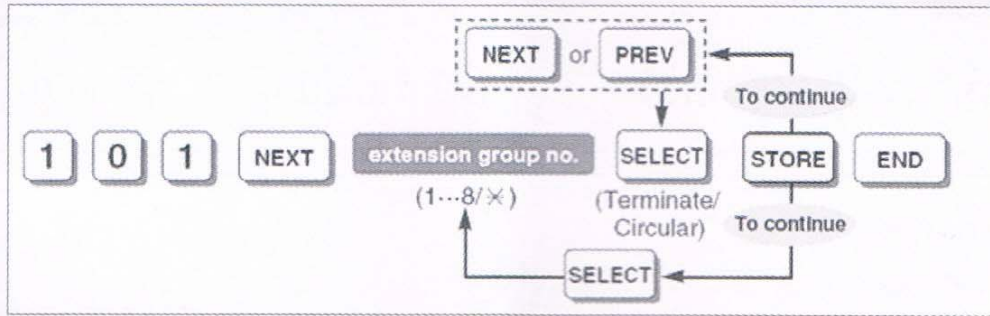 NEXT or PREV
To continue
1 0 1 NEXT extension group no. SELECT STORE END
(1···8/✳)
(Terminate/
Circular)
To continue
SELECT